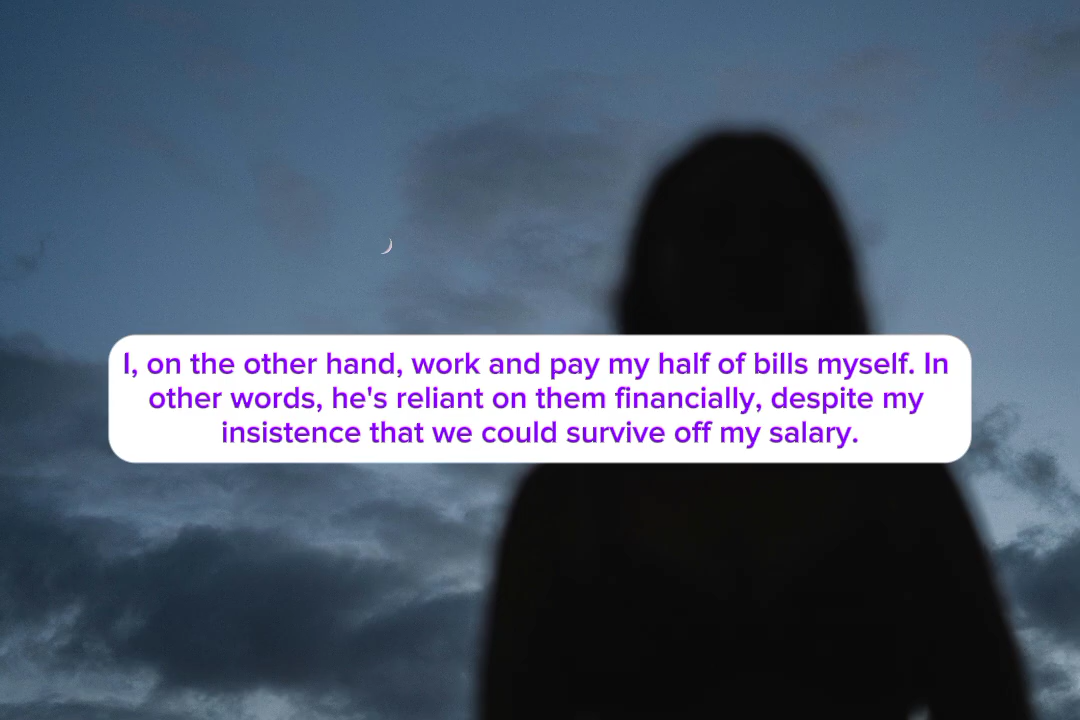 I, on the other hand, work and pay my half of bills myself. In
other words, he's reliant on them financially, despite my
insistence that we could survive off my salary.